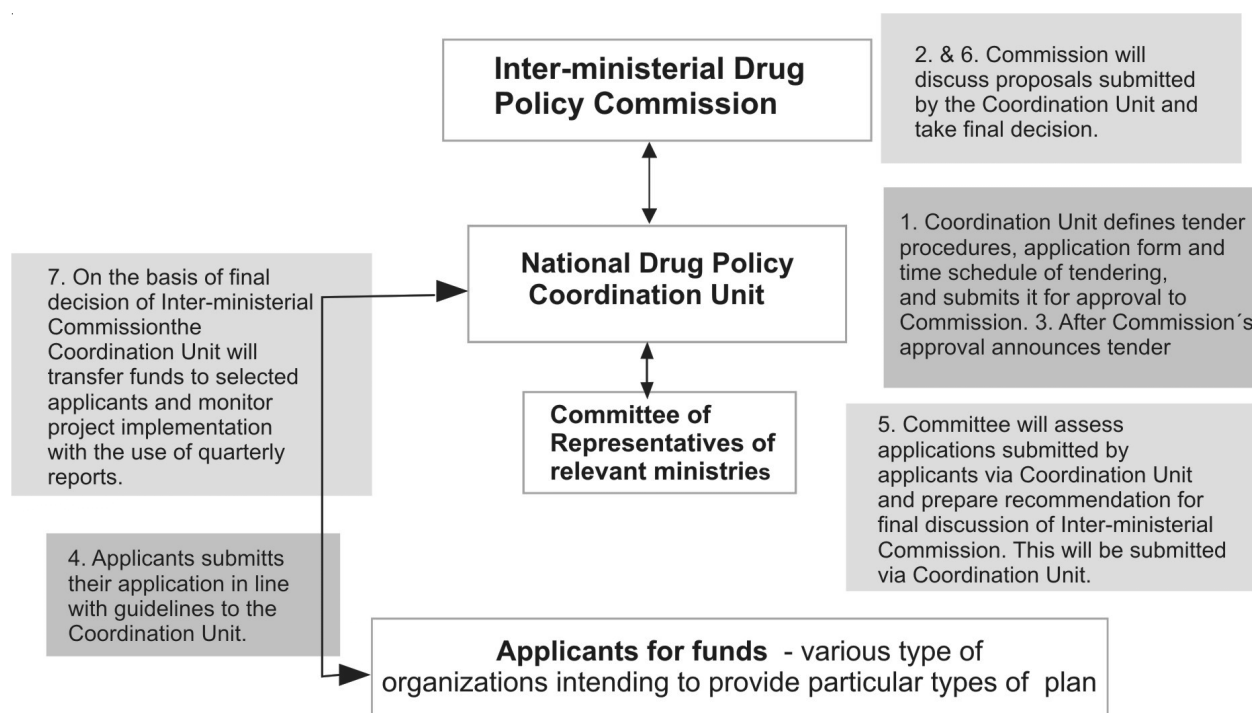 Inter-ministerial Drug
Policy Commission
2. & 6. Commission will
discuss proposals submitted
by the Coordination Unit and
take final decision.
1. Coordination Unit defines tender
procedures, application form and
time schedule of tendering,
and submits it for approval to
Commission. 3. After Commission´s
approval announces tender
National Drug Policy
Coordination Unit
7. On the basis of final
decision of Inter-ministerial
Commissionthe
Coordination Unit will
transfer funds to selected
applicants and monitor
project implementation
with the use of quarterly
reports.
Committee of
Representatives of
relevant ministries
5. Committee will assess
applications submitted by
applicants via Coordination Unit
and prepare recommendation for
final discussion of Inter-ministerial
Commission. This will be submitted
via Coordination Unit.
4. Applicants submitts
their application in line
with guidelines to the
Coordination Unit.
Applicants for funds - various type of
organizations intending to provide particular types of plan